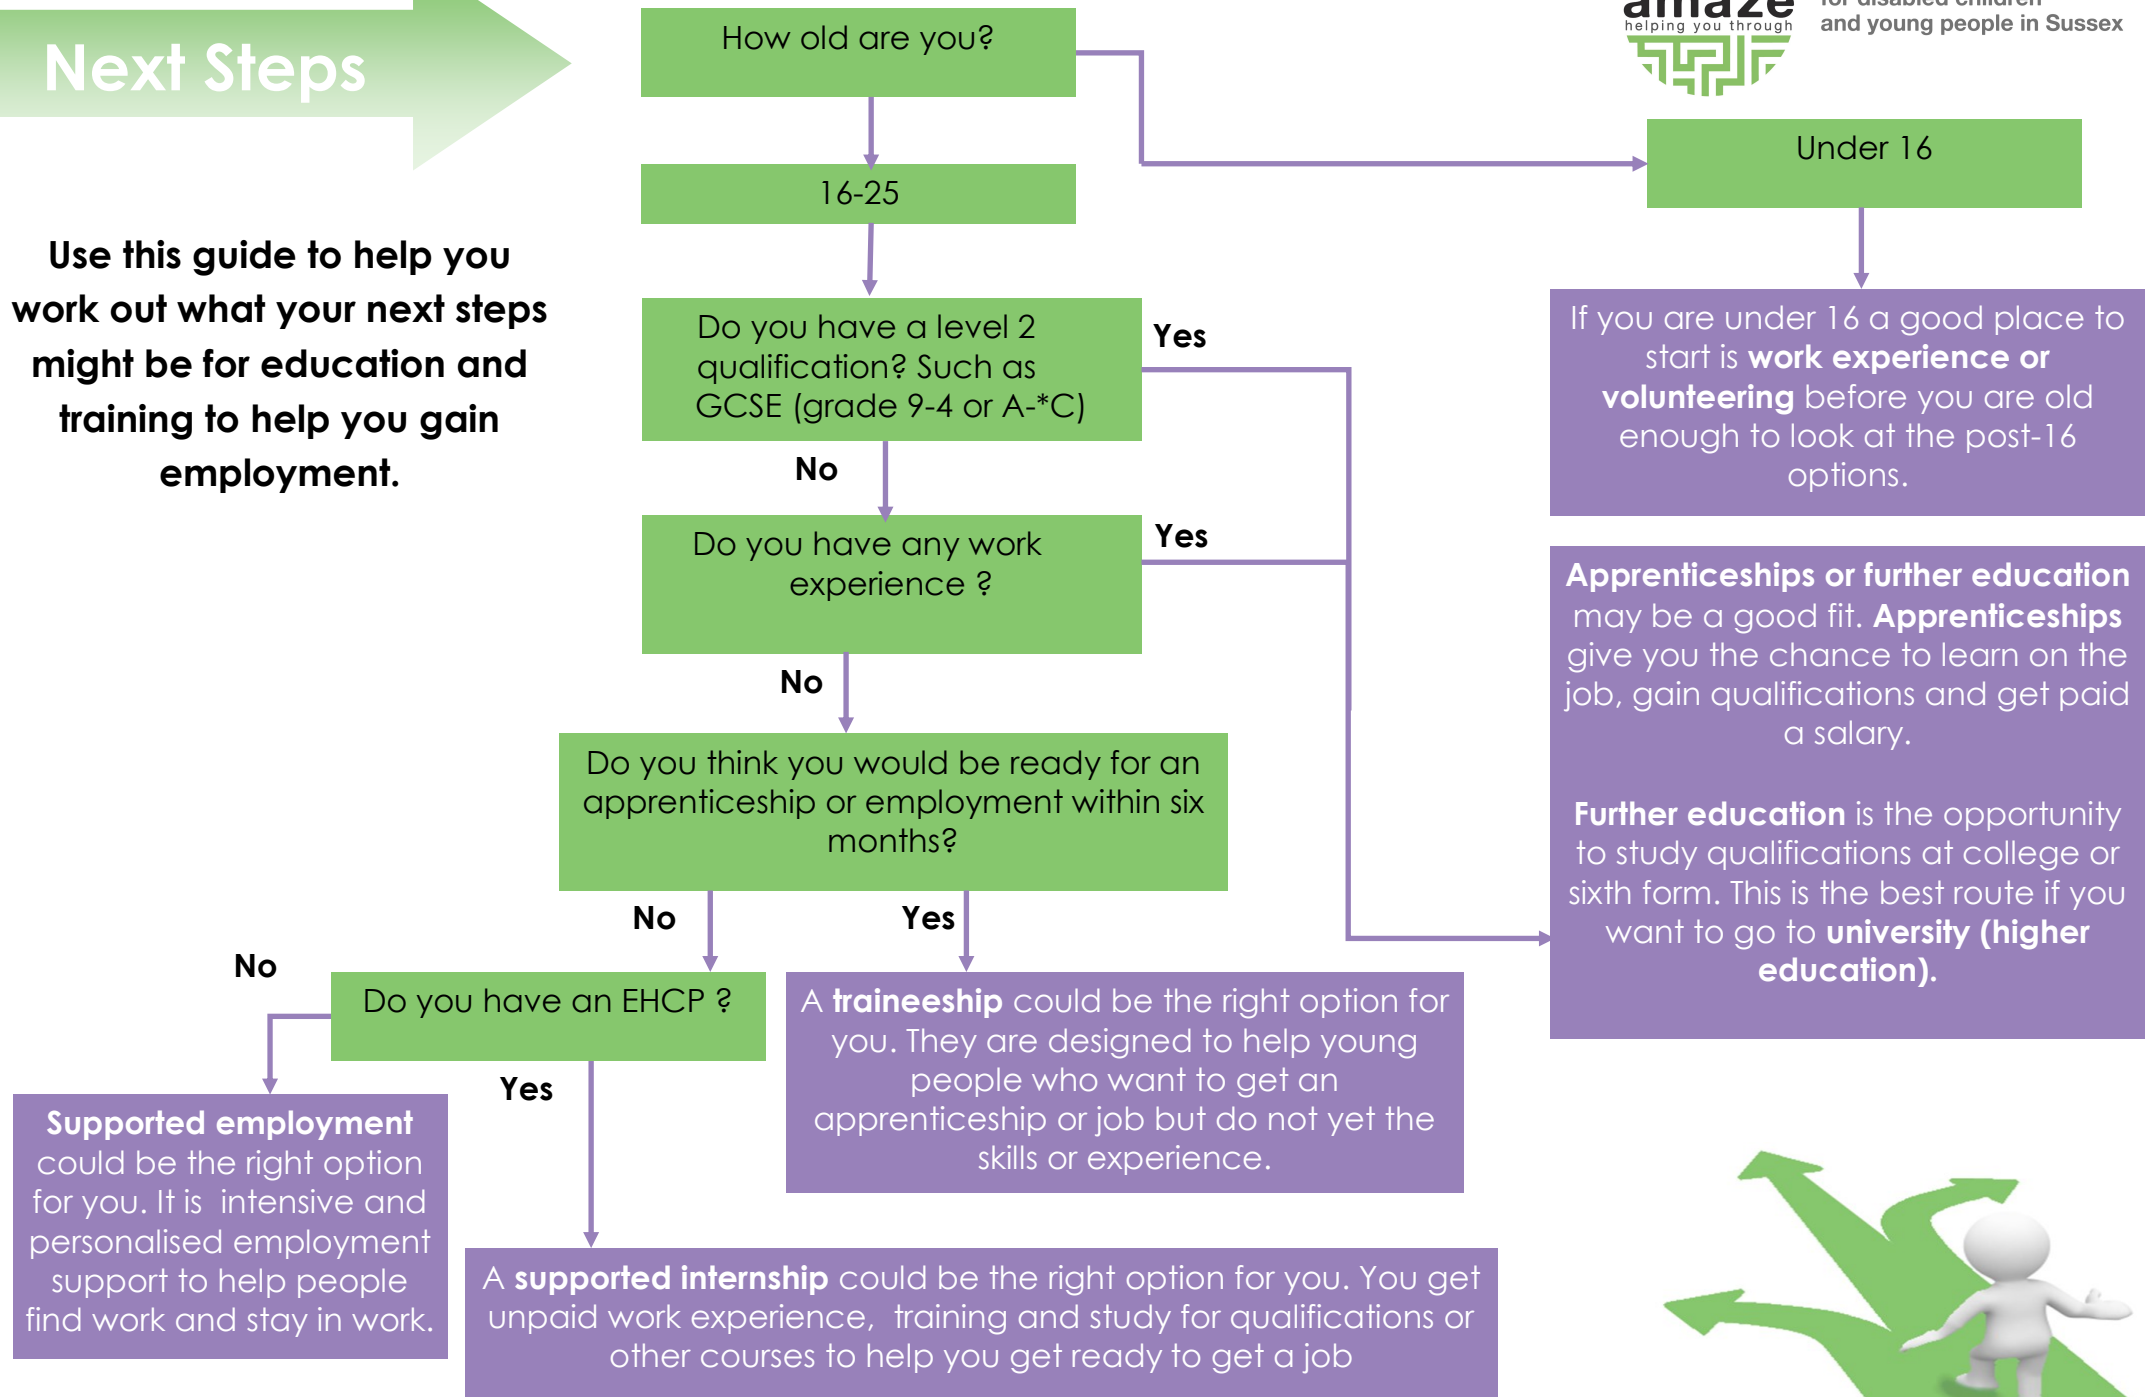 Next Steps
Use this guide to help you
work out what your next steps
might be for education and
training to help you gain
employment.
How old are you?
amaze
helping you through
for disabled children
and young people in Sussex
16-25
Under 16
If you are under 16 a good place to
start is work experience or
volunteering before you are old
enough to look at the post-16
options.
Do you have a level 2
qualification? Such as
GCSE (grade 9-4 or A-*C)
Yes
No
Do you have any work
experience ?
Yes
No
Apprenticeships or further education
may be a good fit. Apprenticeships
give you the chance to learn on the
job, gain qualifications and get paid
a salary.
Further education is the opportunity
to study qualifications at college or
sixth form. This is the best route if you
want to go to university (higher
education).
Do you think you would be ready for an
apprenticeship or employment within six
months?
No
Yes
No
Do you have an EHCP ?
Yes
A traineeship could be the right option for
you. They are designed to help young
people who want to get an
apprenticeship or job but do not yet the
skills or experience.
Supported employment
could be the right option
for you. It is intensive and
personalised employment
support to help people
find work and stay in work.
A supported internship could be the right option for you. You get
unpaid work experience, training and study for qualifications or
other courses to help you get ready to get a job